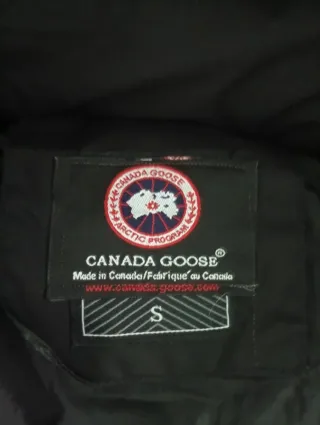 CANADA GOOSE
ARCTIC PROGRAM
CANADA GOOSE®
Made in Canada/Fabriqué au Canada
www.canada.goose.com
S